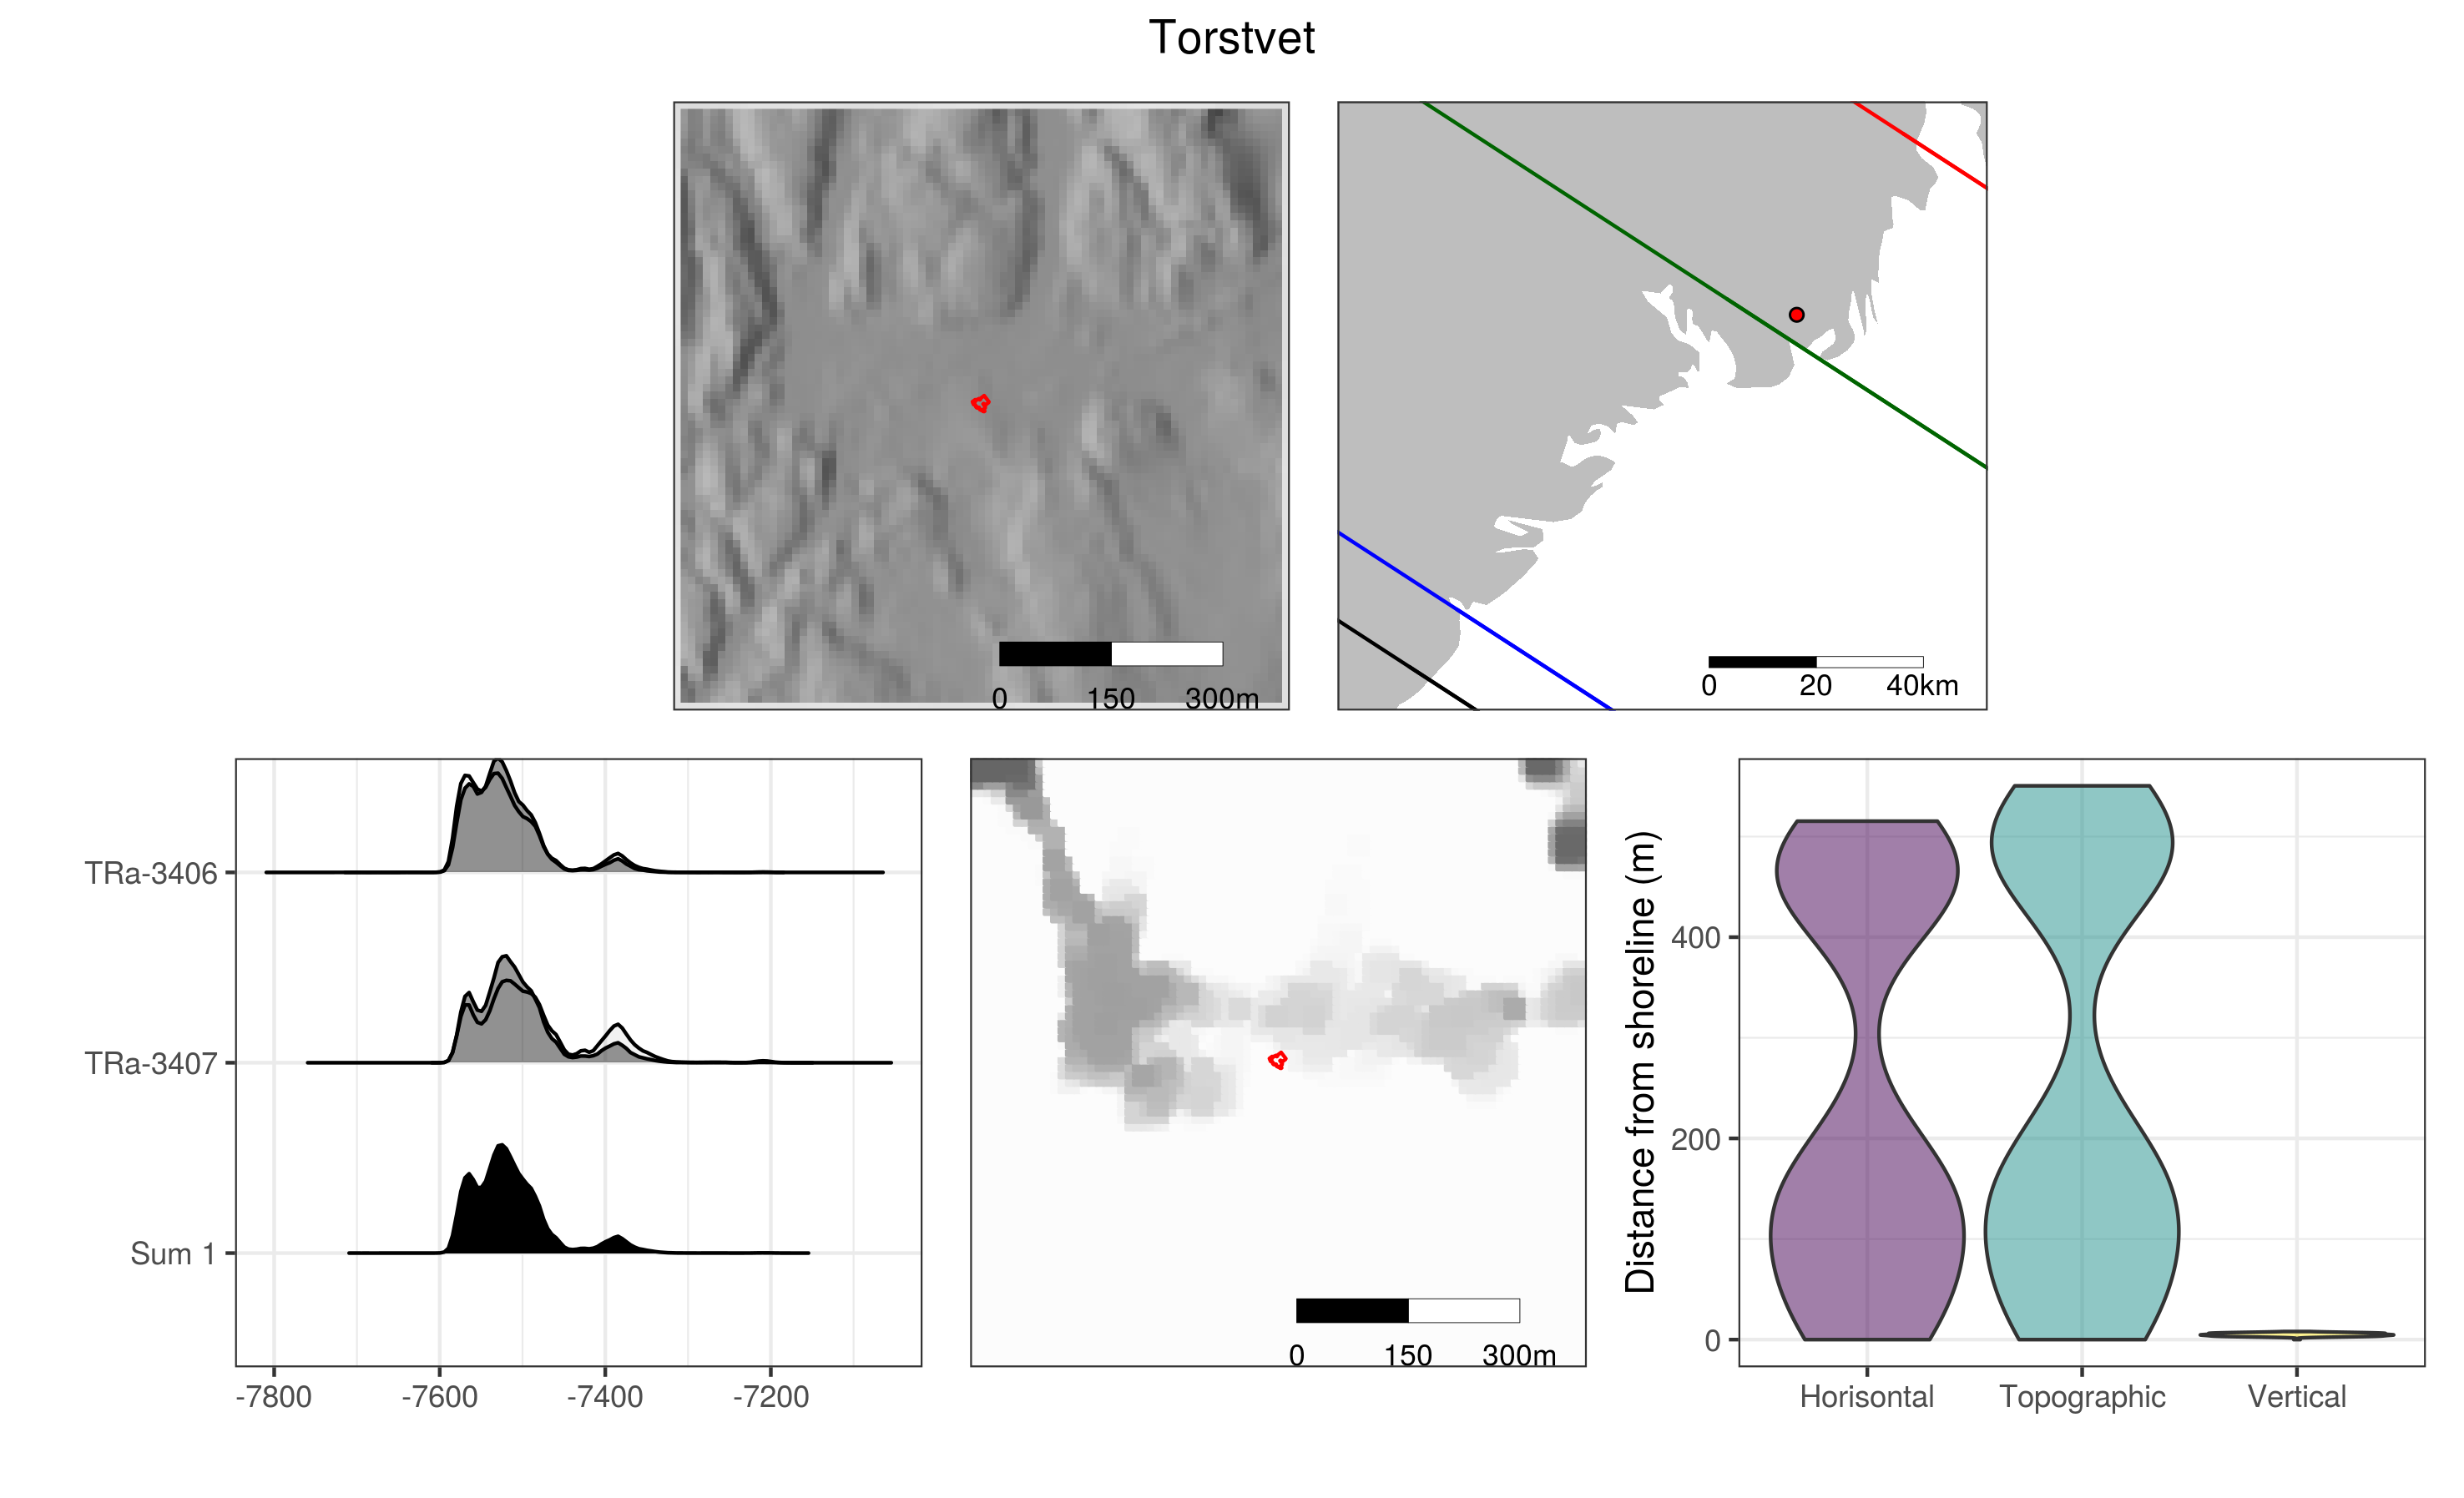 Torstvet
0 150 300m
0 20 40km
TRa-3406
TRa-3407
Sum 1
-7800 -7600 -7400 -7200
0 150 300m
Distance from shoreline (m)
400
200
0
Horisontal Topographic Vertical